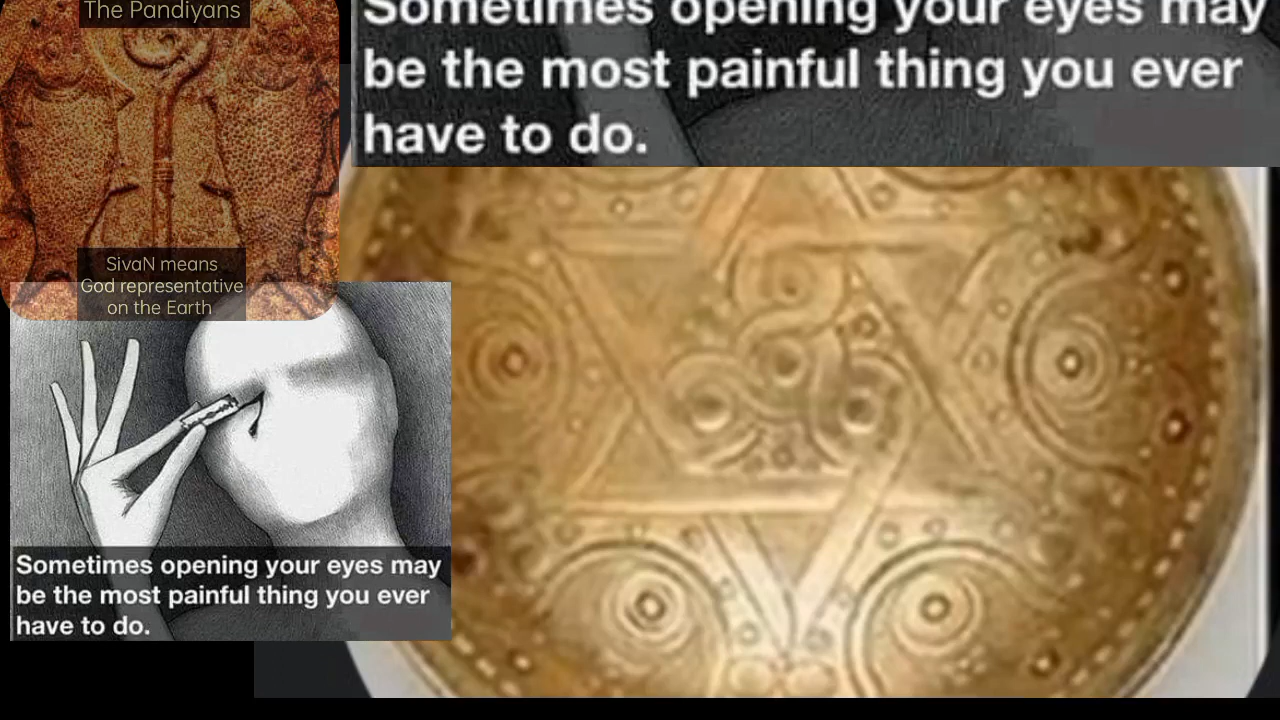 The Pandiyans
SivaN means
God representative
on the Earth
Sometimes opening your eyes may
be the most painful thing you ever
have to do.
Sometimes opening your eyes may
be the most painful thing you ever
have to do.